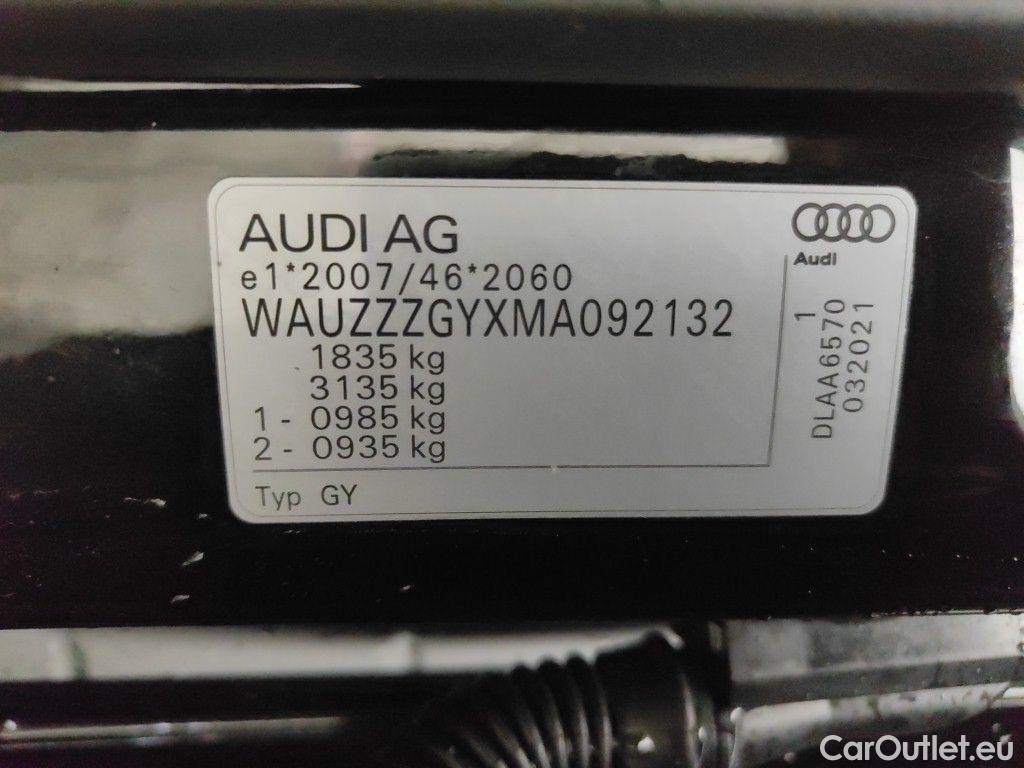 AUDI AG
e1*2007/46*2060
WAUZZZGYXMA092132
1835 kg
3135 kg
1 - 0985 kg
2 - 0935 kg
Typ GY
Audi
DLAA6570 1
032021
CarOutlet.eu